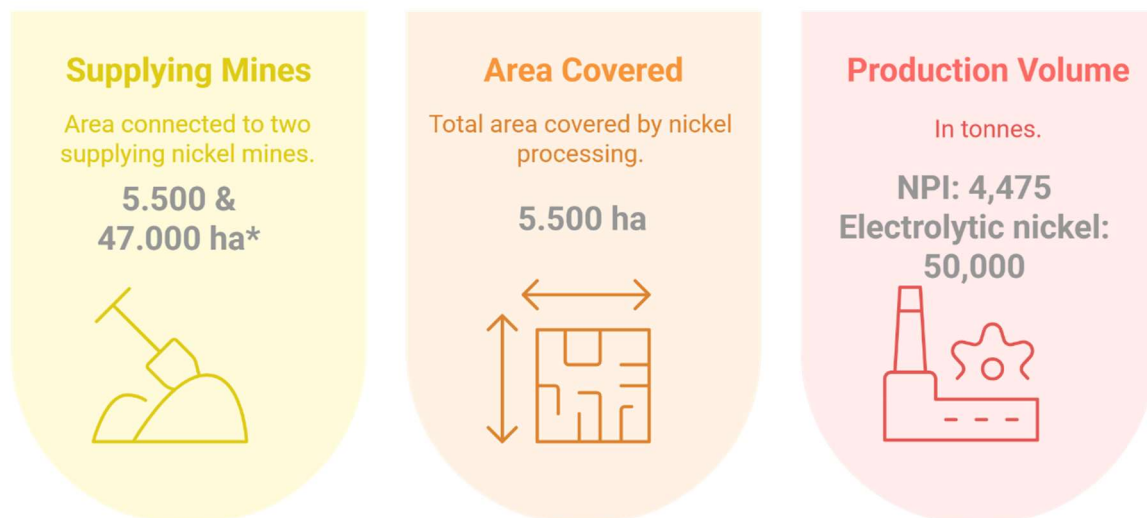 Supplying Mines
Area connected to two
supplying nickel mines.
5.500 &
47.000 ha*
Area Covered
Total area covered by nickel
processing.
5.500 ha
Production Volume
In tonnes.
NPI: 4,475
Electrolytic nickel:
50,000